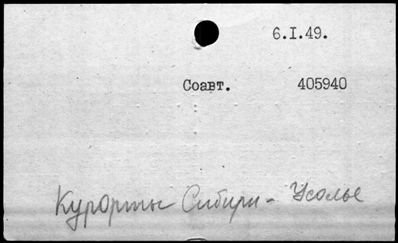 6.I.49.
Соавт. 405940
Курорты Сибири - Усолье